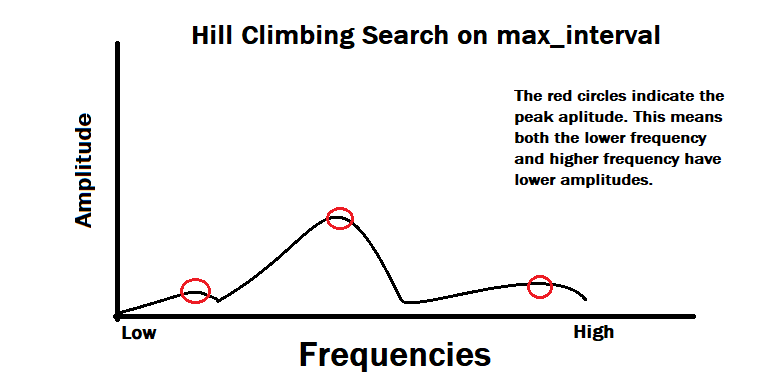 Hill Climbing Search on max_interval
The red circles indicate the
peak aplitude. This means
both the lower frequency
and higher frequency have
lower amplitudes.
Amplitude
Low
High
Frequencies